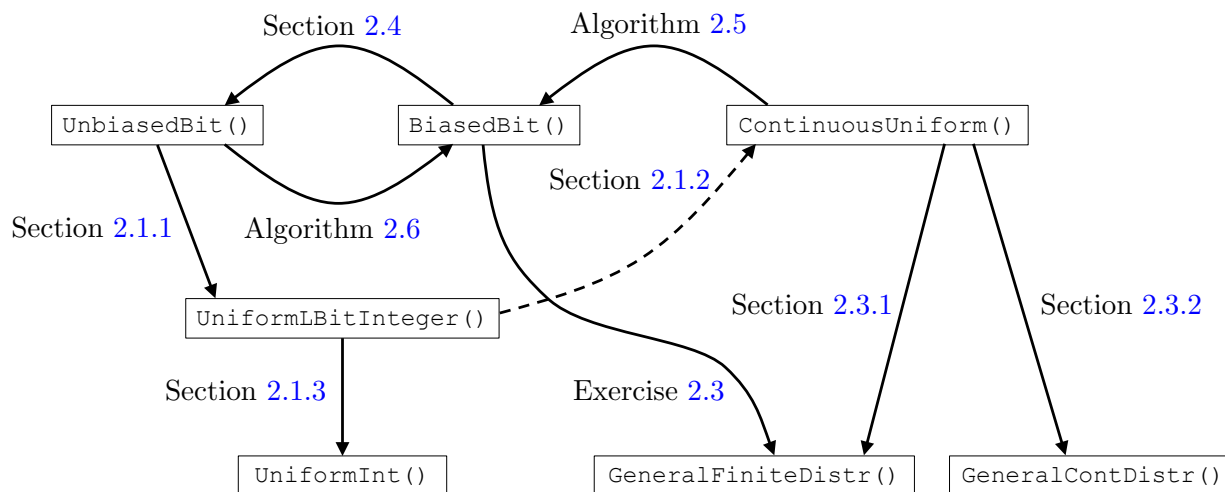 Section 2.4
Algorithm 2.5
UnbiasedBit()
BiasedBit()
ContinuousUniform()
Section 2.1.2
Section 2.1.1
Algorithm 2.6
UniformLBitInteger()
Section 2.3.1
Section 2.3.2
Section 2.1.3
Exercise 2.3
UniformInt()
GeneralFiniteDistr()
GeneralContDistr()